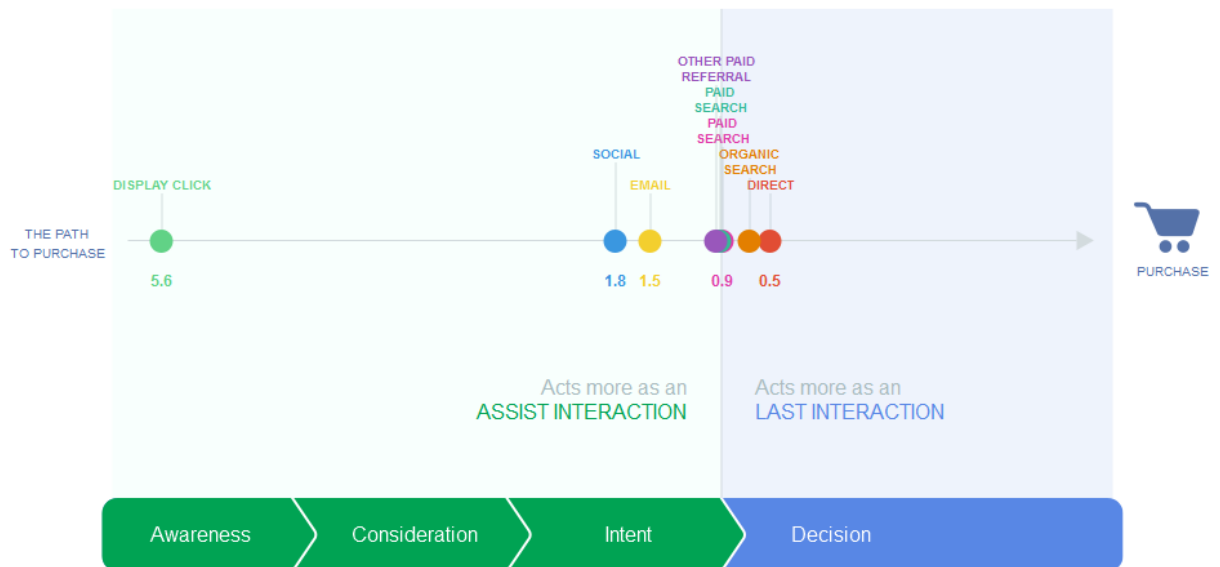 OTHER PAID
REFERRAL
PAID
SEARCH
PAID
SEARCH
SOCIAL
ORGANIC
SEARCH
DISPLAY CLICK
EMAIL
DIRECT
THE PATH
TO PURCHASE
PURCHASE
5.6
1.8
1.5
0.9
0.5
Acts more as an
ASSIST INTERACTION
Acts more as an
LAST INTERACTION
Awareness
Consideration
Intent
Decision